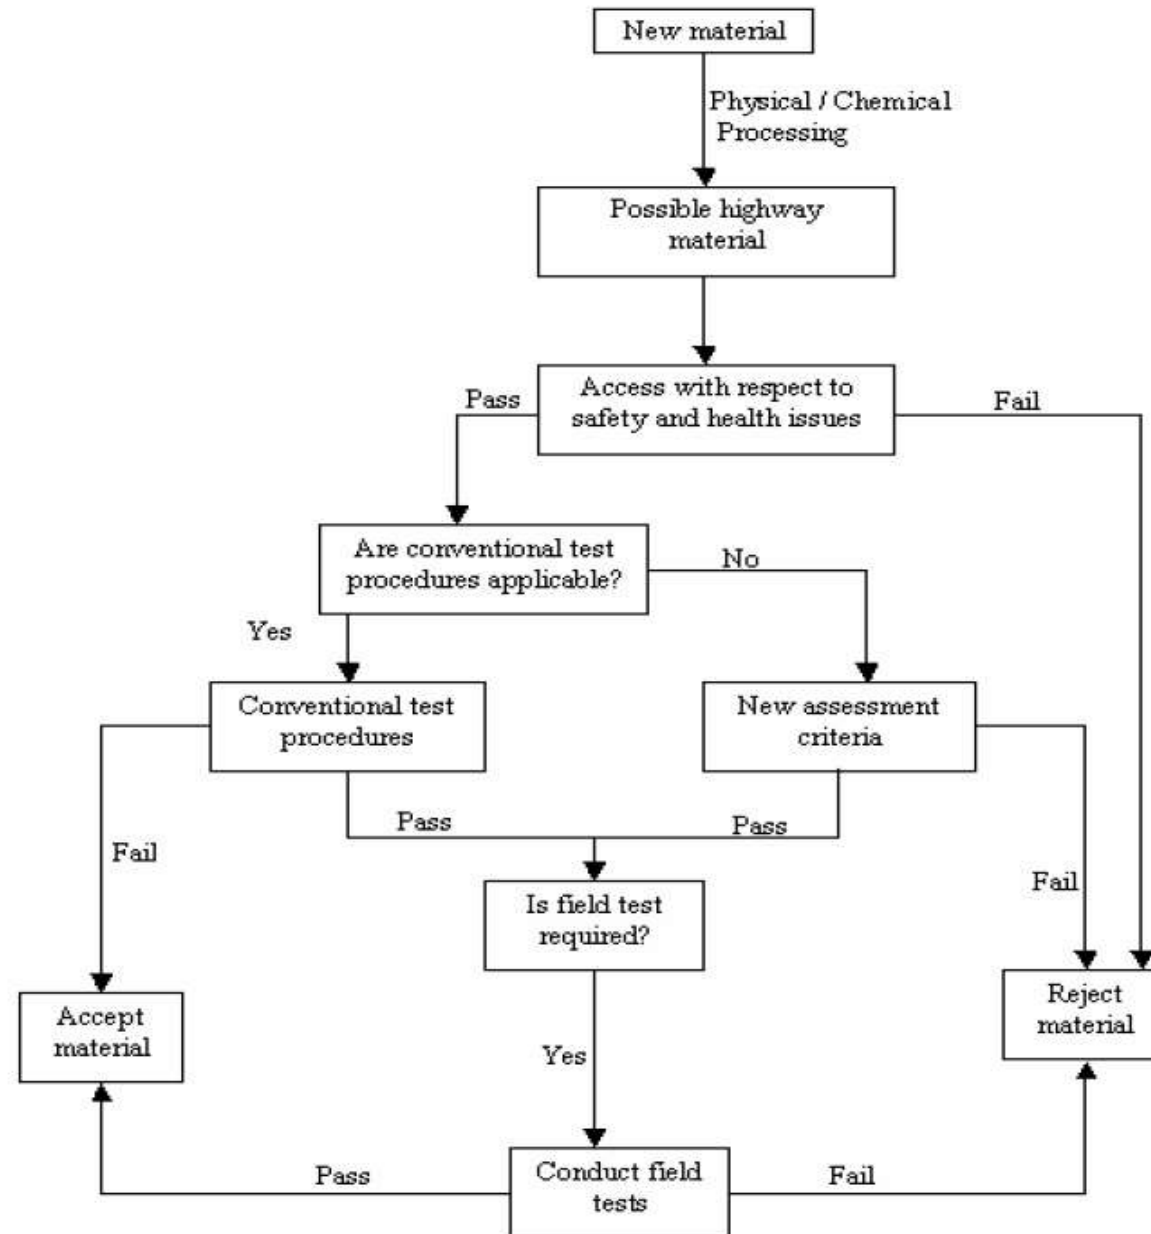 New material
Physical / Chemical
Processing
Possible highway
material
Access with respect to
safety and health issues
Pass
Fail
Are conventional test
procedures applicable?
No
Yes
Conventional test
procedures
New assessment
criteria
Pass
Pass
Fail
Fail
Is field test
required?
Accept
material
Reject
material
Yes
Conduct field
tests
Pass
Fail